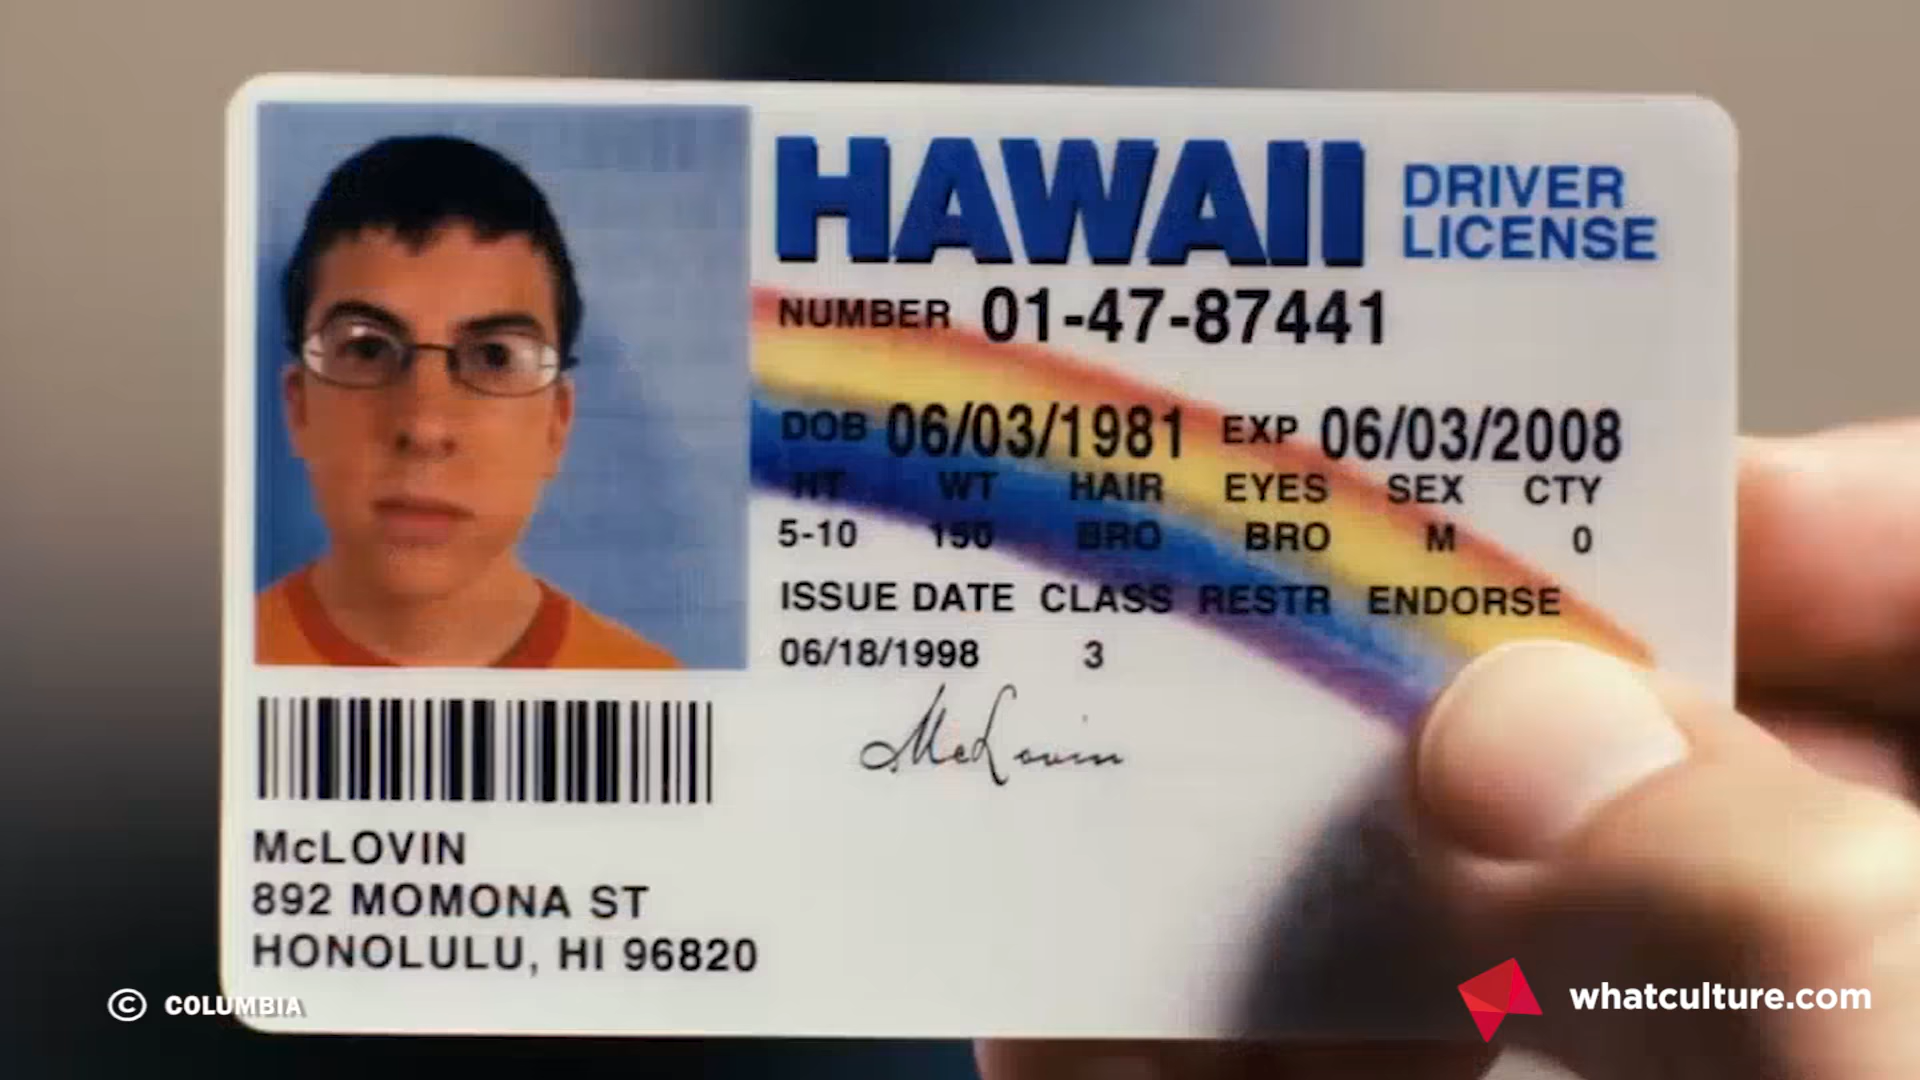 HAWAII
DRIVER
LICENSE
NUMBER 01-47-87441
DOB 06/03/1981 EXP 06/03/2008
HT WT HAIR EYES SEX CTY
5-10 150 BRO BRO M 0
ISSUE DATE CLASS RESTR ENDORSE
06/18/1998 3
McLovin
McLOVIN
892 MOMONA ST
HONOLULU, HI 96820
© COLUMBIA
whatculture.com